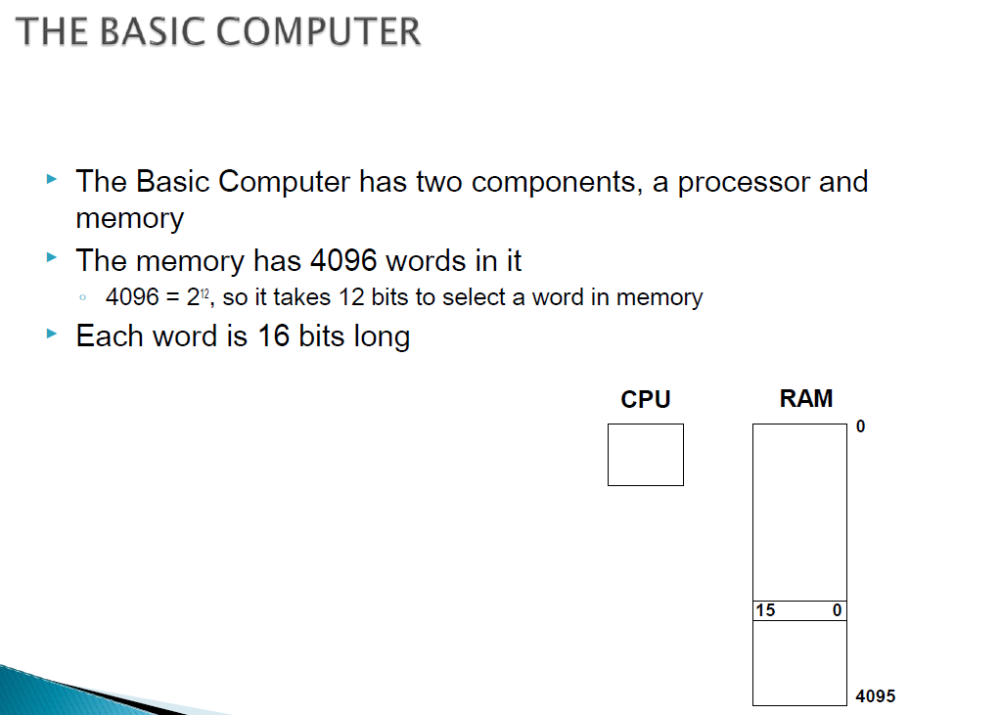 THE BASIC COMPUTER
The Basic Computer has two components, a processor and
memory
The memory has 4096 words in it
4096 = 2¹², so it takes 12 bits to select a word in memory
Each word is 16 bits long
CPU
RAM
0
15 0
4095